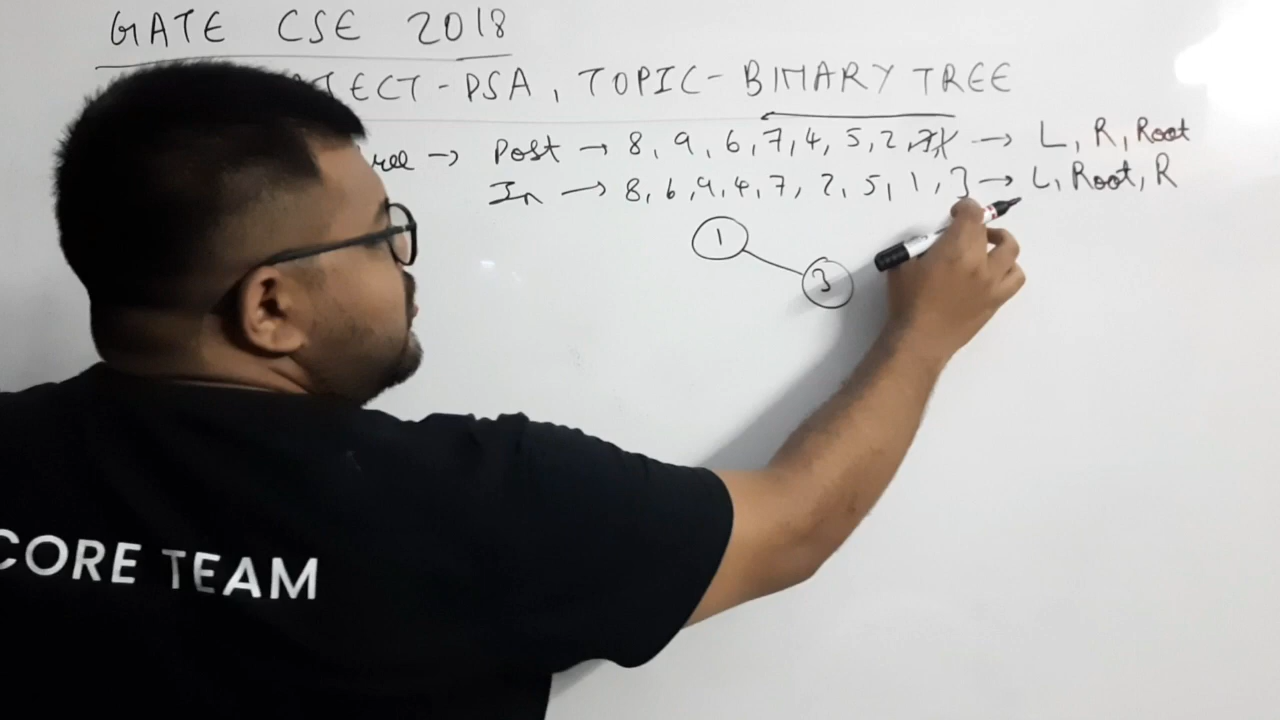 GATE CSE 2018
JECT - DSA, TOPIC - BINARY TREE
ree → Post → 8, 9, 6, 7, 4, 5, 2, 3, 1 → L, R, Root
In → 8, 6, 9, 4, 7, 2, 5, 1, 3 → L, Root, R
1
3
CORE TEAM